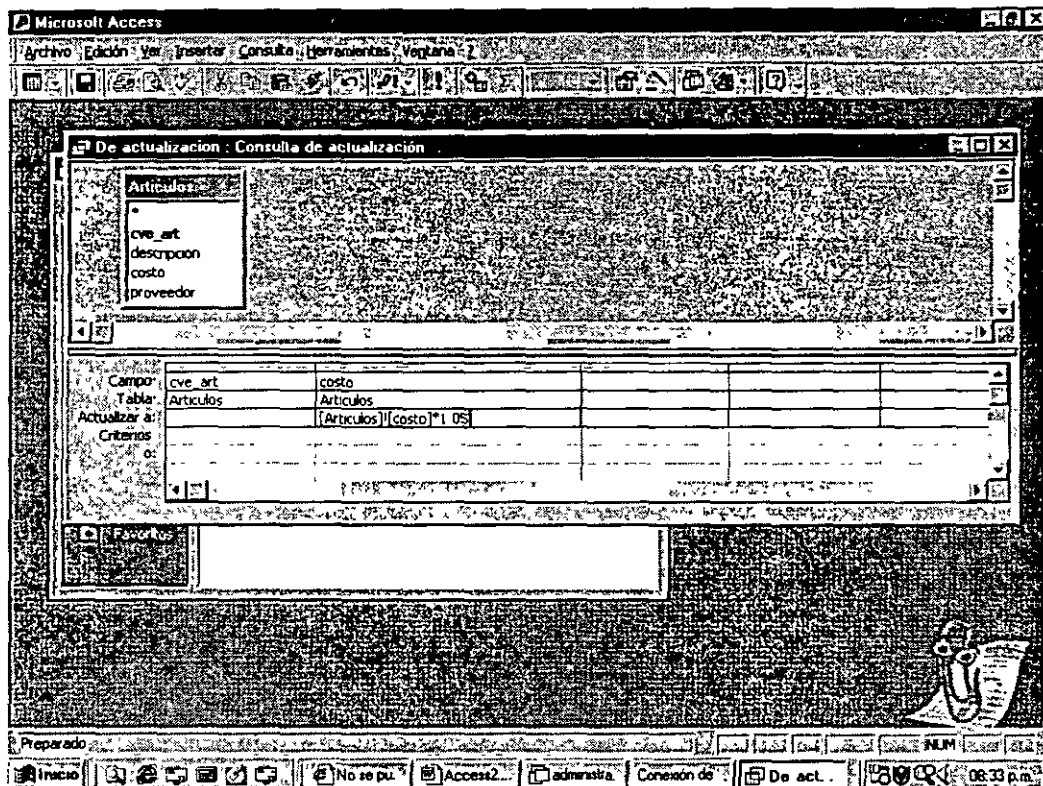 Microsoft Access
Archivo Edición Ver Insertar Consulta Herramientas Ventana ?
De actualizacion : Consulta de actualización
Articulos
*
cve_art
descripcion
costo
proveedor
Campo: cve_art costo
Tabla: Articulos Articulos
Actualizar a: [Articulos]![costo]*1.05
Criterios
o:
Favoritos
Preparado NUM
Inicio No se pu... Access2... administra... Conexión de De act... 08:33 p.m.